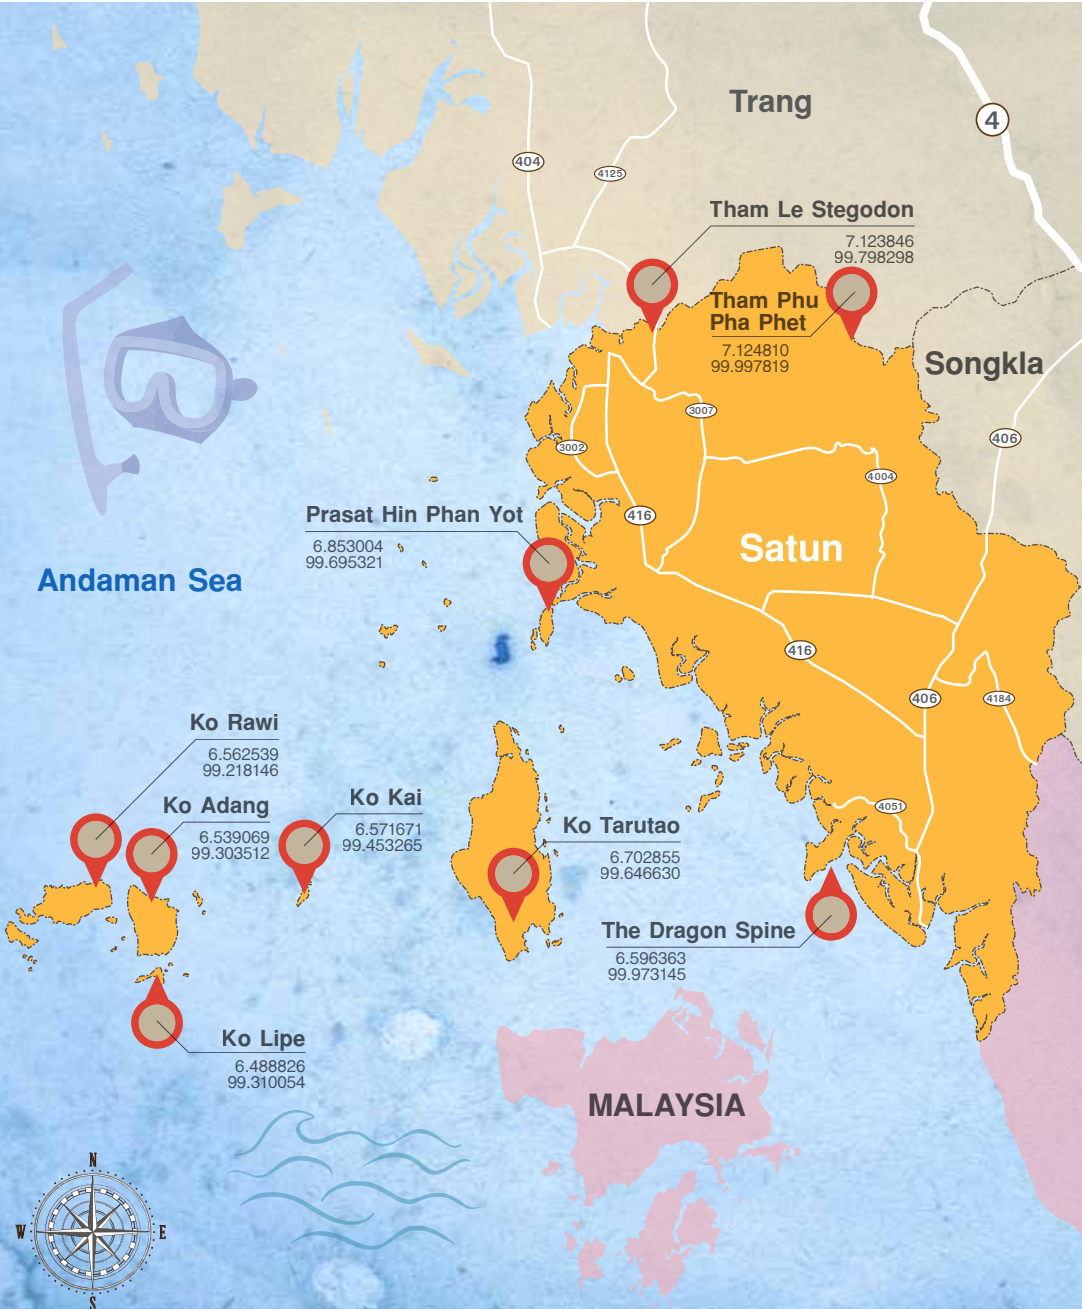 Trang
4
404
4125
Tham Le Stegodon
7.123846
99.798298
Tham Phu
Pha Phet
7.124810
99.997819
Songkla
3007
406
3002
4004
Prasat Hin Phan Yot
6.853004
99.695321
416
Satun
Andaman Sea
416
406
4184
Ko Rawi
6.562539
99.218146
Ko Adang
6.539069
99.303512
Ko Kai
6.571671
99.453265
4051
Ko Tarutao
6.702855
99.646630
The Dragon Spine
6.596363
99.973145
Ko Lipe
6.488826
99.310054
MALAYSIA
N
W
E
S